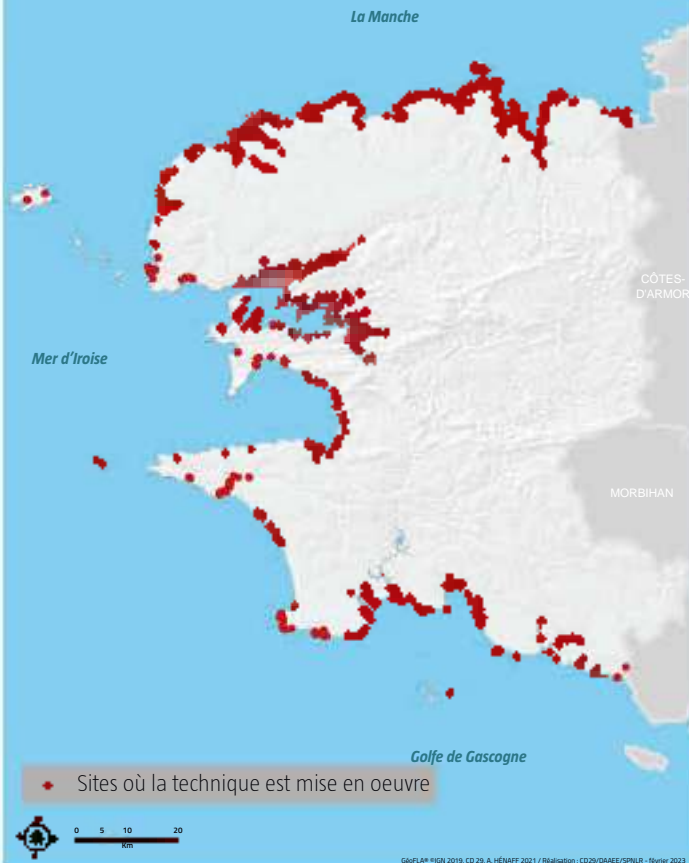 La Manche
CÔTES-
D'ARMOR
Mer d'Iroise
MORBIHAN
Golfe de Gascogne
Sites où la technique est mise en oeuvre
0 5 10 20
Km
GéoFLA® ©IGN 2019, CD 29, A. HÉNAFF 2021 / Réalisation : CD29/DAAEE/SPNLR - février 2023